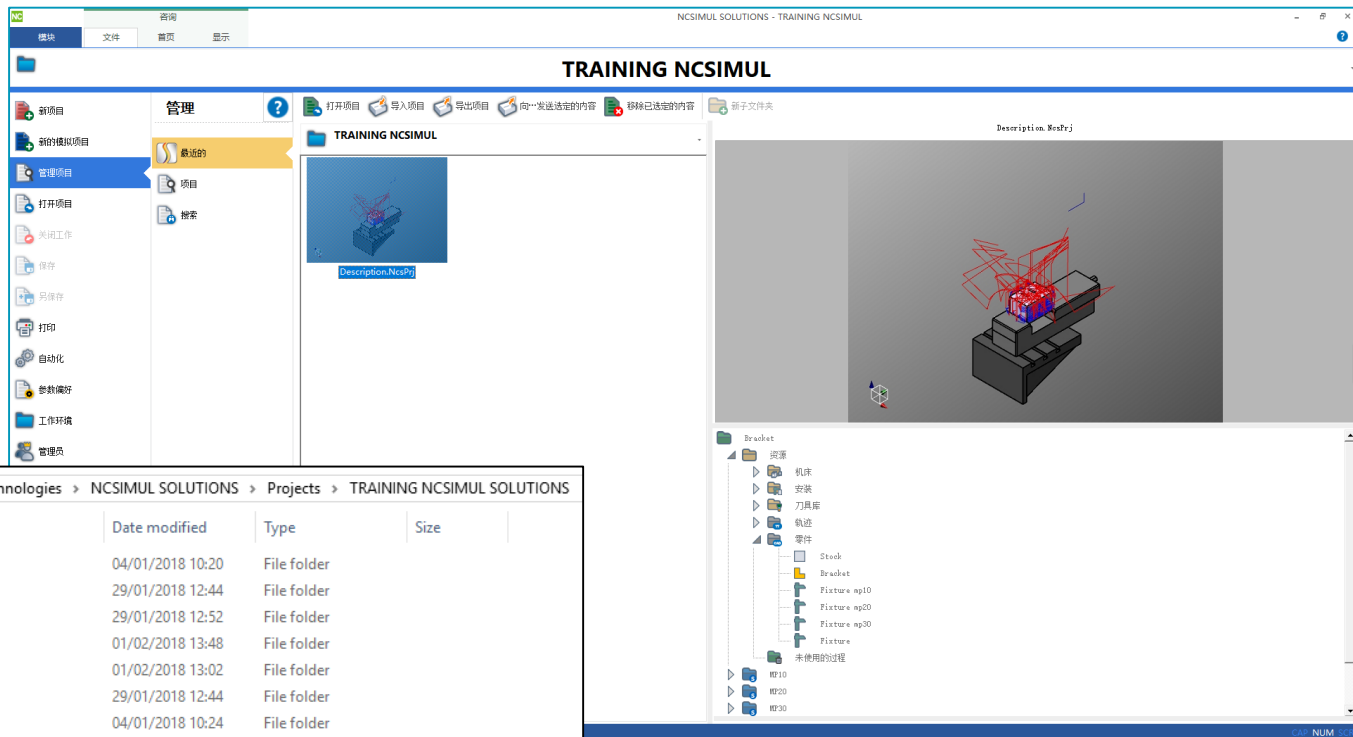 NC
咨询
NCSIMUL SOLUTIONS - TRAINING NCSIMUL
模块 文件 首页 显示
TRAINING NCSIMUL
新项目
新的模拟项目
管理项目
打开项目
关闭工作
保存
另保存
打印
自动化
参数偏好
工作环境
管理员
管理
最近的
项目
搜索
打开项目 导入项目 导出项目 向…发送选定的内容 移除已选定的内容 新子文件夹
TRAINING NCSIMUL
Description.NcsPrj
Description.NcsPrj
Bracket
资源
机床
安装
刀具库
轨迹
零件
Stock
Bracket
Fixture mp10
Fixture mp20
Fixture mp30
Fixture
未使用的过程
MP10
MP20
MP30
hnologies > NCSIMUL SOLUTIONS > Projects > TRAINING NCSIMUL SOLUTIONS
Date modified Type Size
04/01/2018 10:20 File folder
29/01/2018 12:44 File folder
29/01/2018 12:52 File folder
01/02/2018 13:48 File folder
01/02/2018 13:02 File folder
29/01/2018 12:44 File folder
04/01/2018 10:24 File folder
CAP NUM SCR